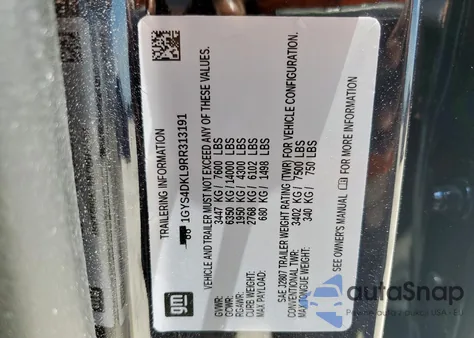 TRAILERING INFORMATION
1GYS4DKL9RR313191
VEHICLE AND TRAILER MUST NOT EXCEED ANY OF THESE VALUES.
GVWR: 3447 KG / 7600 LBS
GCWR: 6350 KG / 14000 LBS
RGAWR: 1950 KG / 4300 LBS
CURB WEIGHT: 2768 KG / 6102 LBS
MAX PAYLOAD: 680 KG / 1498 LBS
SAE J2807 TRAILER WEIGHT RATING (TWR) FOR VEHICLE CONFIGURATION.
CONVENTIONAL TWR: 3402 KG / 7500 LBS
MAX TONGUE WEIGHT: 340 KG / 750 LBS
SEE OWNER'S MANUAL FOR MORE INFORMATION
gm
autoSnap